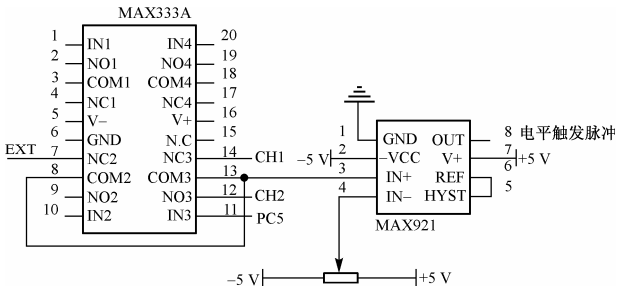 MAX333A
1 IN1 IN4 20
2 NO1 NO4 19
3 COM1 COM4 18
4 NC1 NC4 17
5 V− V+ 16
6 GND N.C 15
EXT 7 NC2 NC3 14 CH1
8 COM2 COM3 13
9 NO2 NO3 12 CH2
10 IN2 IN3 11 PC5
1 GND OUT 8 电平触发脉冲
−5 V 2 −VCC V+ 7 +5 V
3 IN+ REF 6
4 IN− HYST 5
MAX921
−5 V +5 V